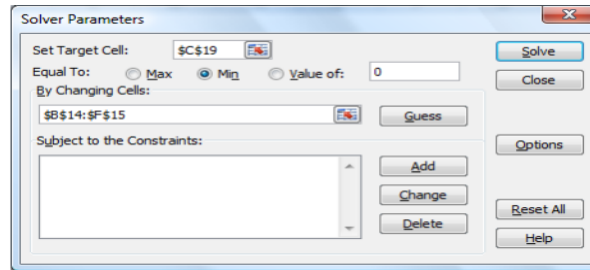 Solver Parameters
Set Target Cell: $C$19 Solve
Equal To: Max Min Value of: 0 Close
By Changing Cells:
$B$14:$F$15 Guess
Subject to the Constraints: Options
Add
Change
Reset All
Delete
Help